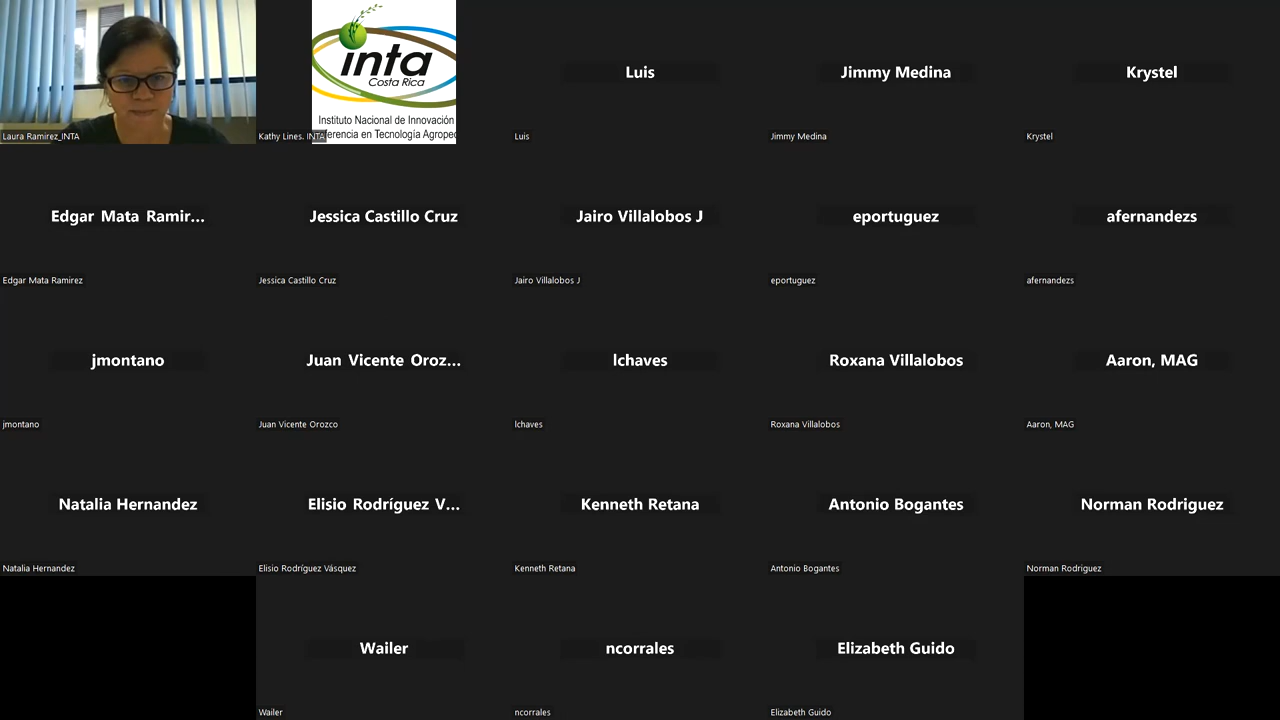 Laura Ramirez_INTA
inta
Costa Rica
Instituto Nacional de Innovación
erencia en Tecnología Agropec
Kathy Lines. INTA
Luis
Luis
Jimmy Medina
Jimmy Medina
Krystel
Krystel
Edgar Mata Ramir...
Edgar Mata Ramirez
Jessica Castillo Cruz
Jessica Castillo Cruz
Jairo Villalobos J
Jairo Villalobos J
eportuguez
eportuguez
afernandezs
afernandezs
jmontano
jmontano
Juan Vicente Oroz...
Juan Vicente Orozco
lchaves
lchaves
Roxana Villalobos
Roxana Villalobos
Aaron, MAG
Aaron, MAG
Natalia Hernandez
Natalia Hernandez
Elisio Rodríguez V...
Elisio Rodríguez Vásquez
Kenneth Retana
Kenneth Retana
Antonio Bogantes
Antonio Bogantes
Norman Rodriguez
Norman Rodriguez
Wailer
Wailer
ncorrales
ncorrales
Elizabeth Guido
Elizabeth Guido